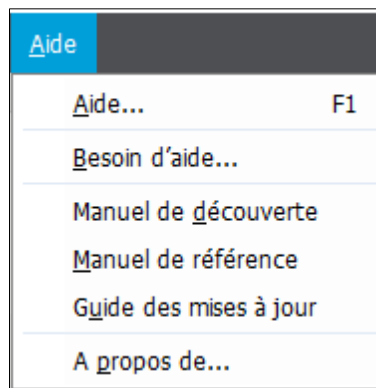 Aide
Aide... F1
Besoin d’aide...
Manuel de découverte
Manuel de référence
Guide des mises à jour
A propos de...